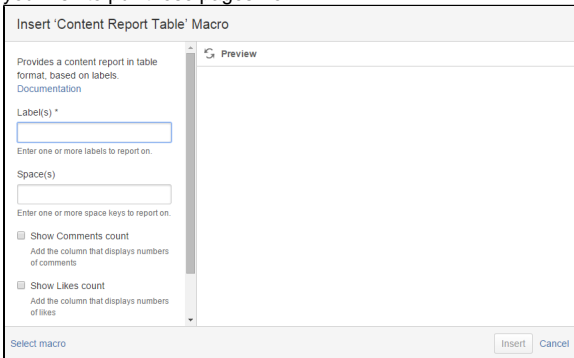 Insert ‘Content Report Table’ Macro
Provides a content report in table
format, based on labels.
Documentation
Preview
Label(s) *
Enter one or more labels to report on.
Space(s)
Enter one or more space keys to report on.
Show Comments count
Add the column that displays numbers
of comments
Show Likes count
Add the column that displays numbers
of likes
Select macro
Insert Cancel